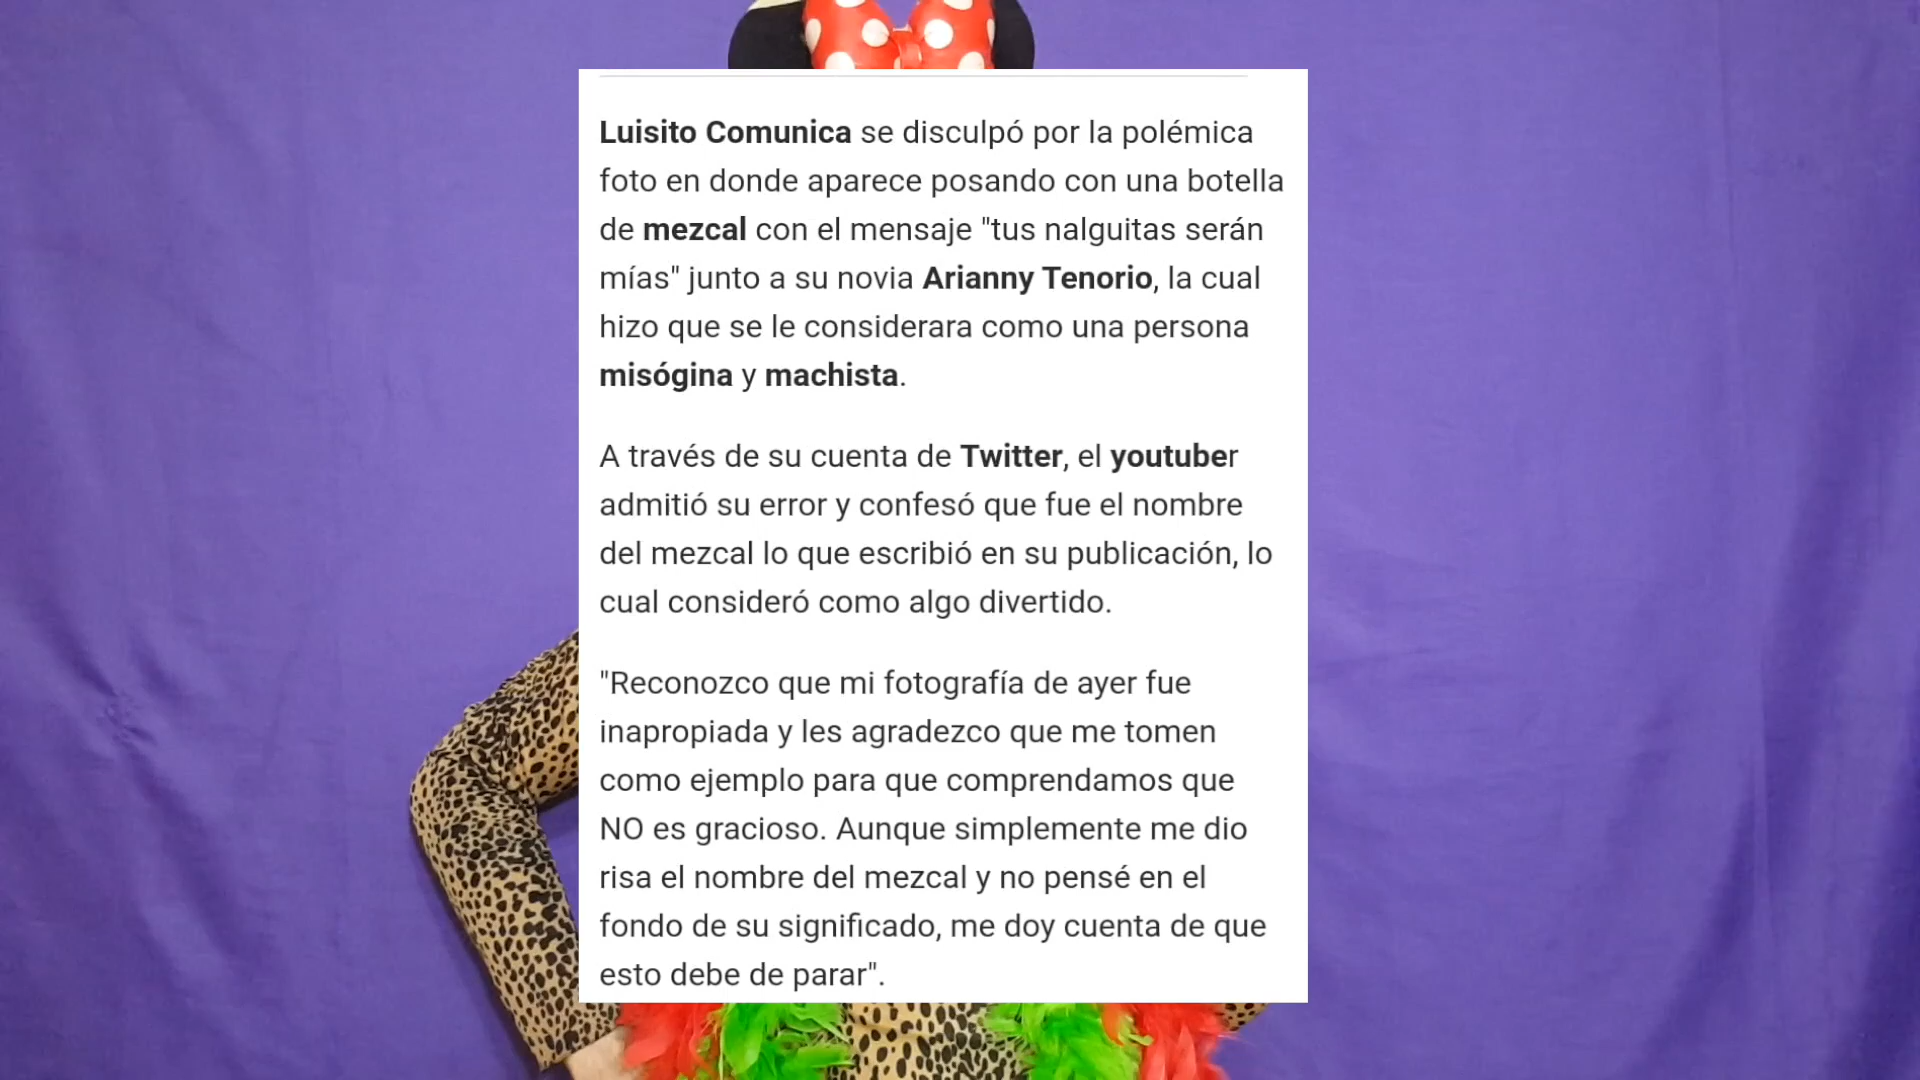 Luisito Comunica se disculpó por la polémica
foto en donde aparece posando con una botella
de mezcal con el mensaje "tus nalguitas serán
mías" junto a su novia Arianny Tenorio, la cual
hizo que se le considerara como una persona
misógina y machista.
A través de su cuenta de Twitter, el youtuber
admitió su error y confesó que fue el nombre
del mezcal lo que escribió en su publicación, lo
cual consideró como algo divertido.
"Reconozco que mi fotografía de ayer fue
inapropiada y les agradezco que me tomen
como ejemplo para que comprendamos que
NO es gracioso. Aunque simplemente me dio
risa el nombre del mezcal y no pensé en el
fondo de su significado, me doy cuenta de que
esto debe de parar".